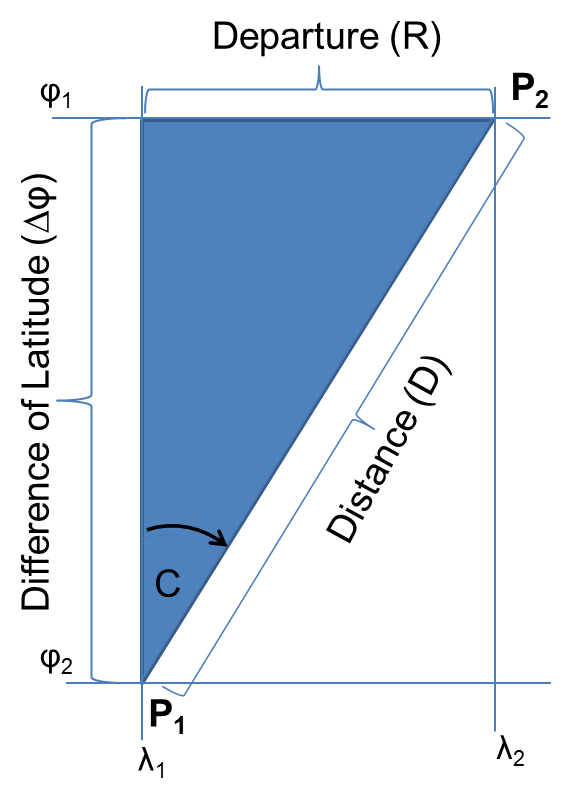 Departure (R)
φ₁
P₂
Difference of Latitude (Δφ)
Distance (D)
C
φ₂
P₁
λ₁
λ₂